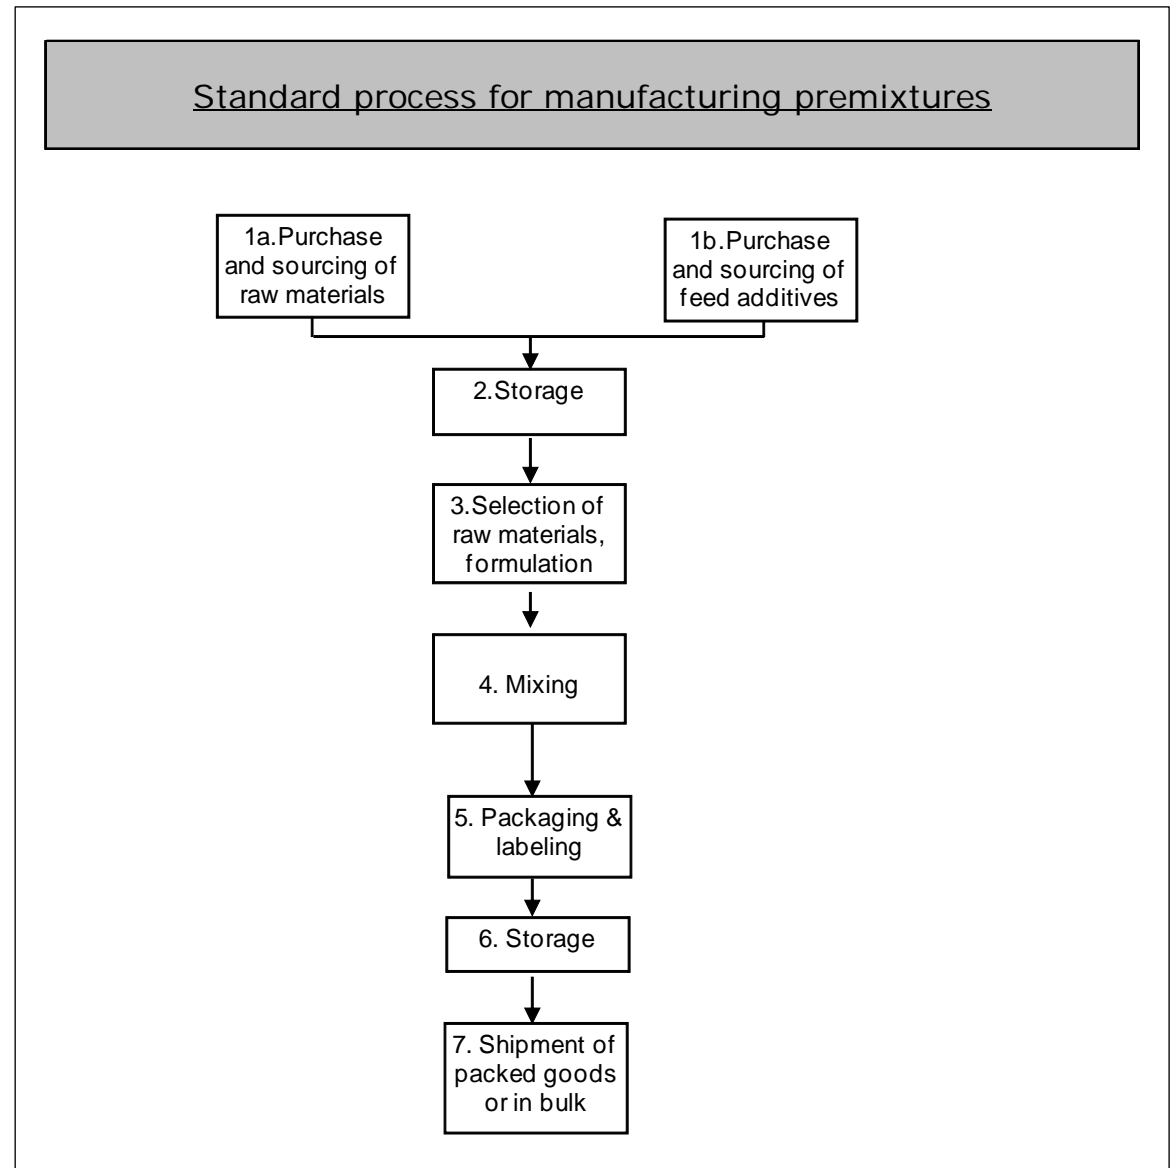 Standard process for manufacturing premixtures
1a.Purchase
and sourcing of
raw materials
1b.Purchase
and sourcing of
feed additives
2.Storage
3.Selection of
raw materials,
formulation
4. Mixing
5. Packaging &
labeling
6. Storage
7. Shipment of
packed goods
or in bulk